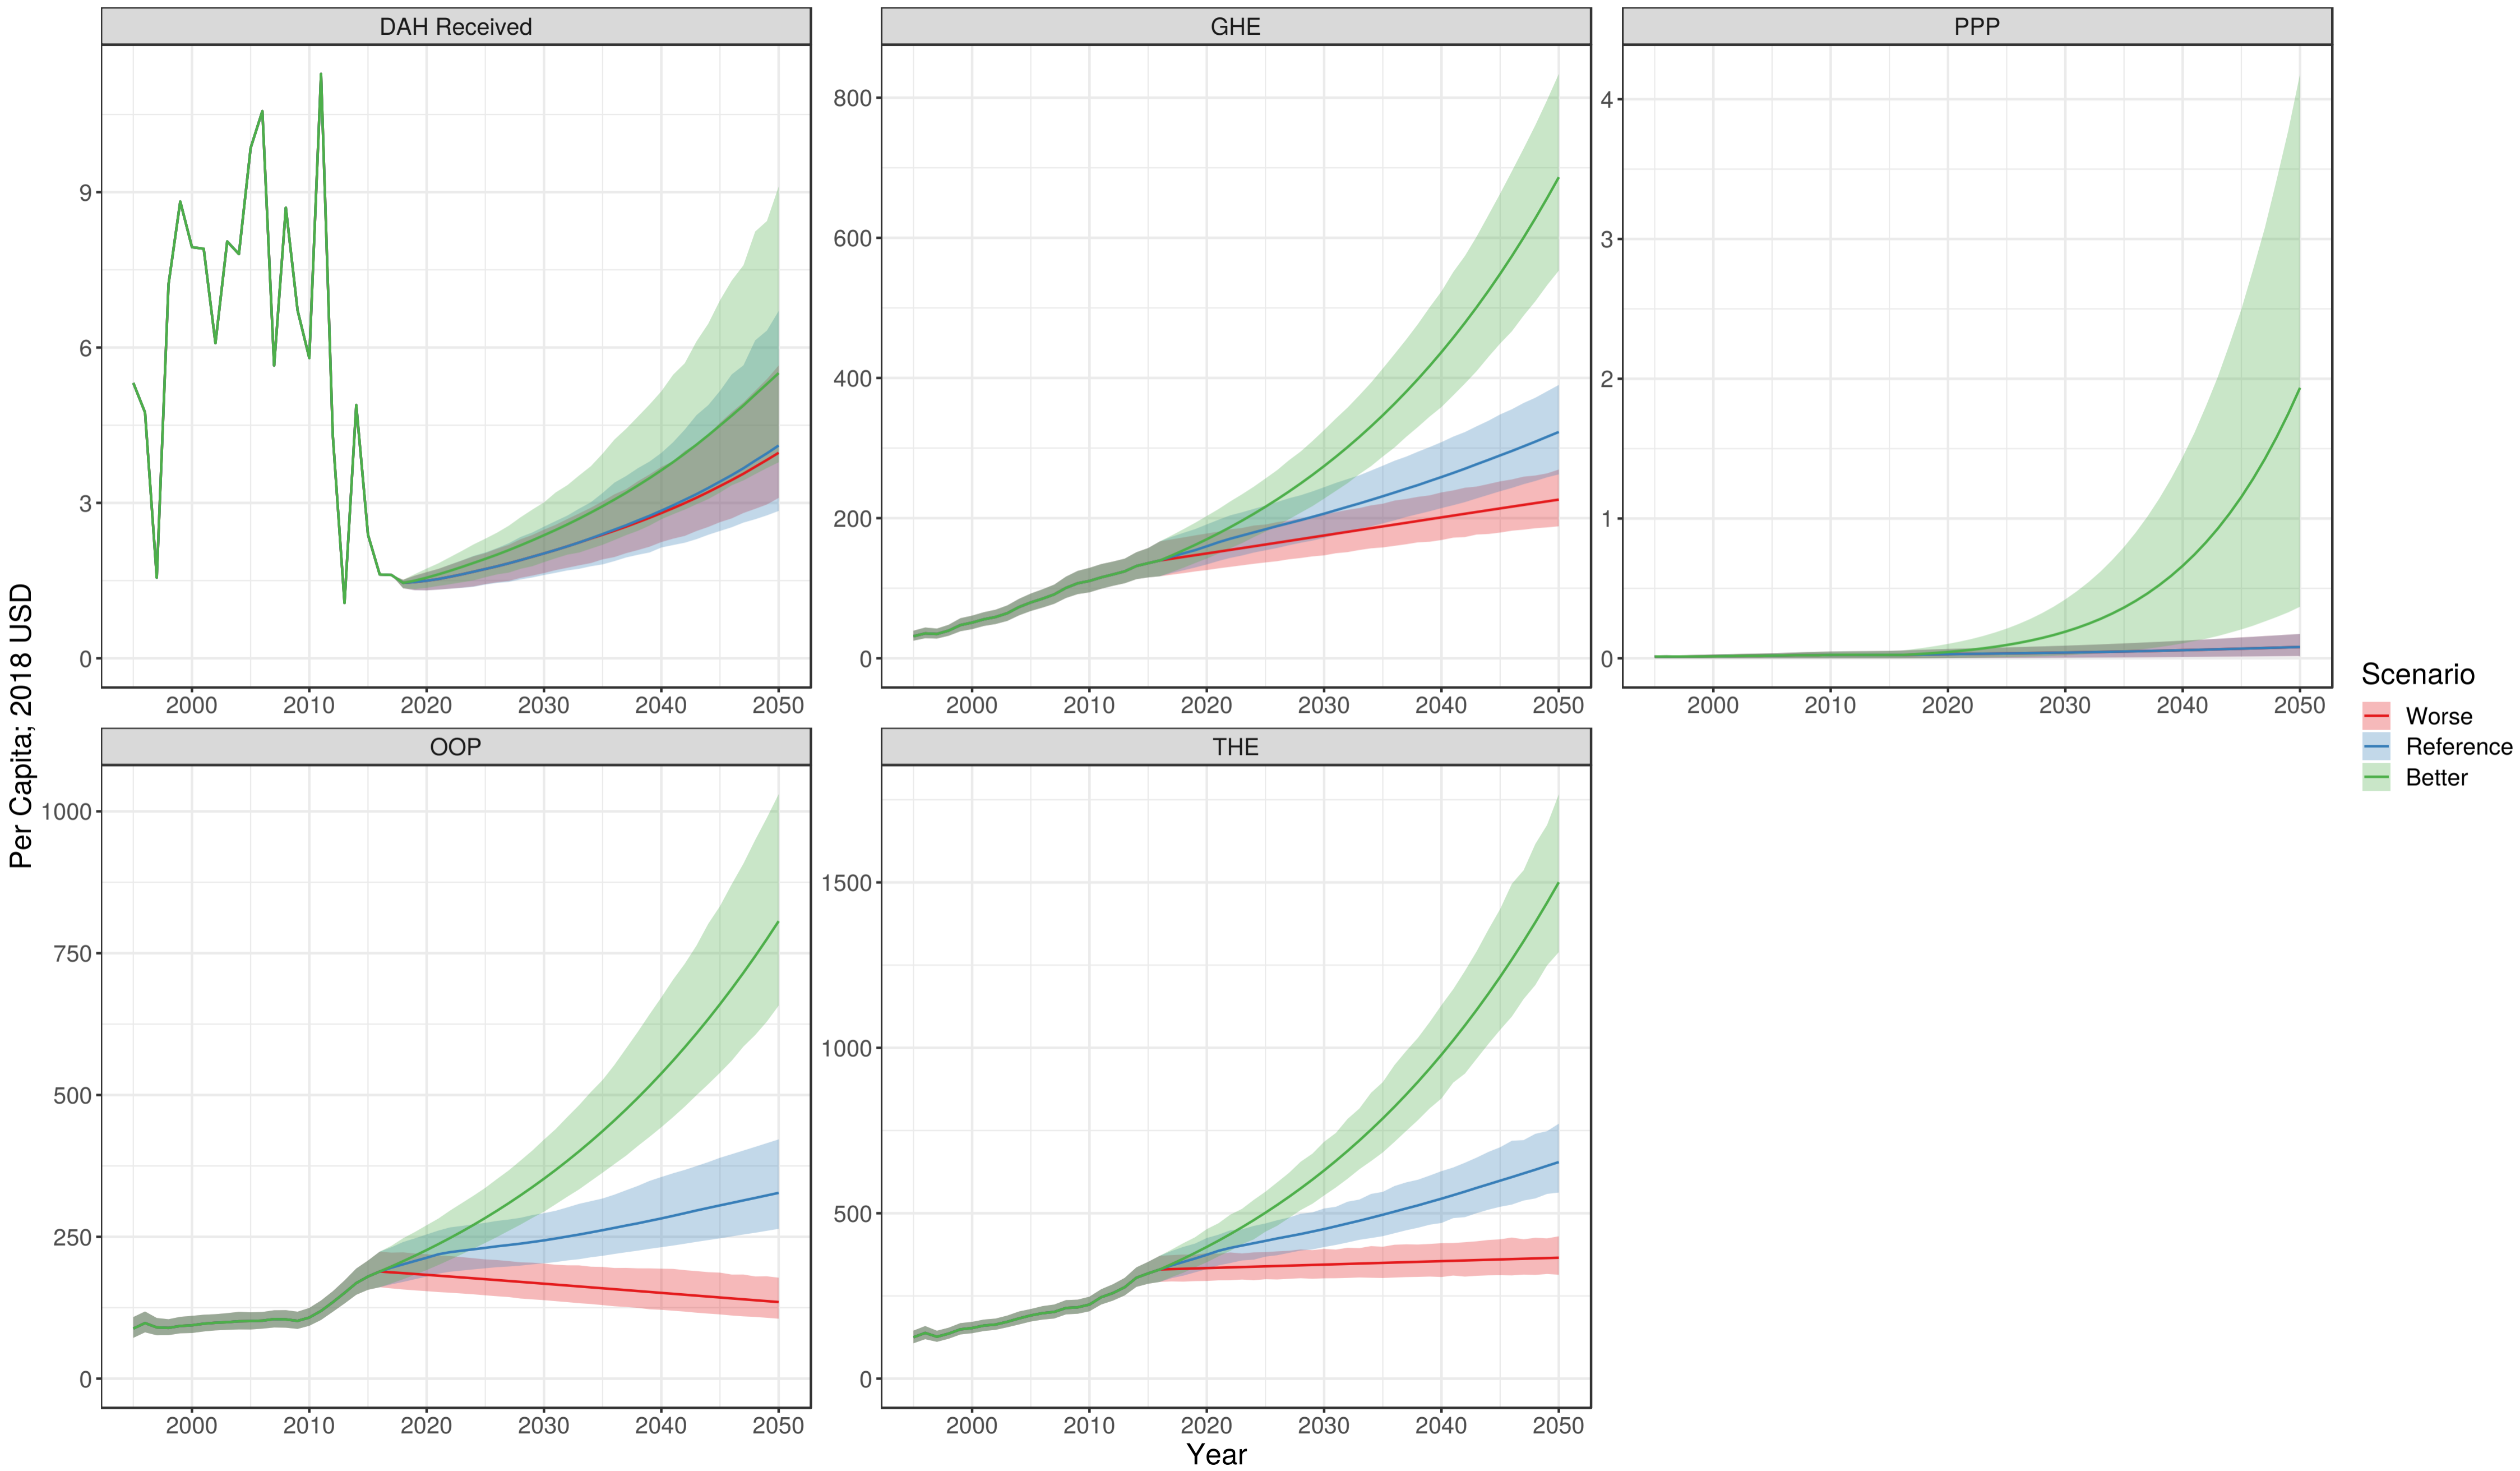 DAH Received
GHE
PPP
9
6
3
0
800
600
400
200
0
4
3
2
1
0
2000 2010 2020 2030 2040 2050
2000 2010 2020 2030 2040 2050
2000 2010 2020 2030 2040 2050
Per Capita; 2018 USD
OOP
THE
1000
750
500
250
0
1500
1000
500
0
2000 2010 2020 2030 2040 2050
2000 2010 2020 2030 2040 2050
Year
Scenario
Worse
Reference
Better